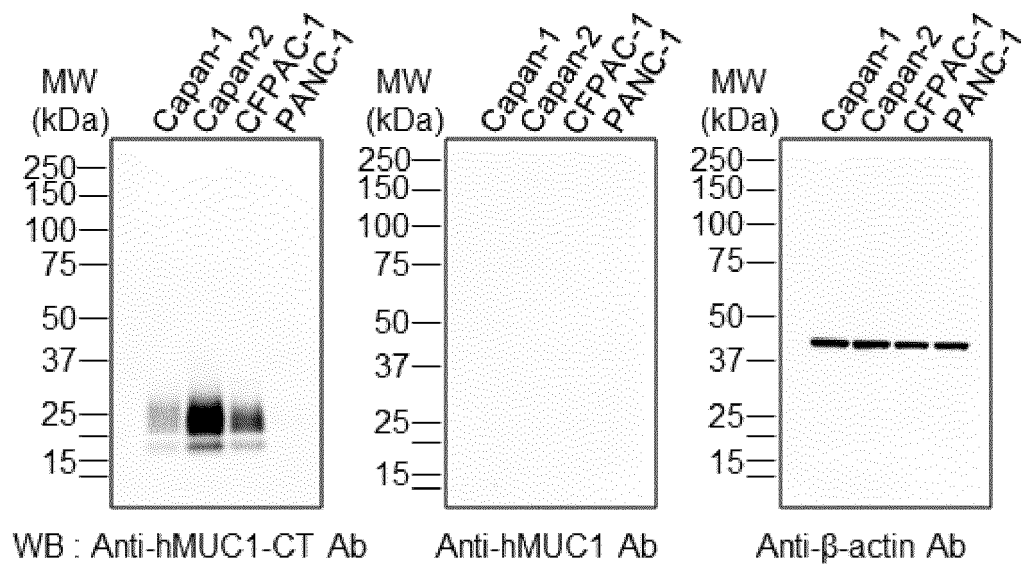 Capan-1
Capan-2
CFPAC-1
PANC-1
MW
(kDa)
250
150
100
75
50
37
25
15
Capan-1
Capan-2
CFPAC-1
PANC-1
MW
(kDa)
250
150
100
75
50
37
25
15
Capan-1
Capan-2
CFPAC-1
PANC-1
MW
(kDa)
250
150
100
75
50
37
25
15
WB : Anti-hMUC1-CT Ab
Anti-hMUC1 Ab
Anti-β-actin Ab